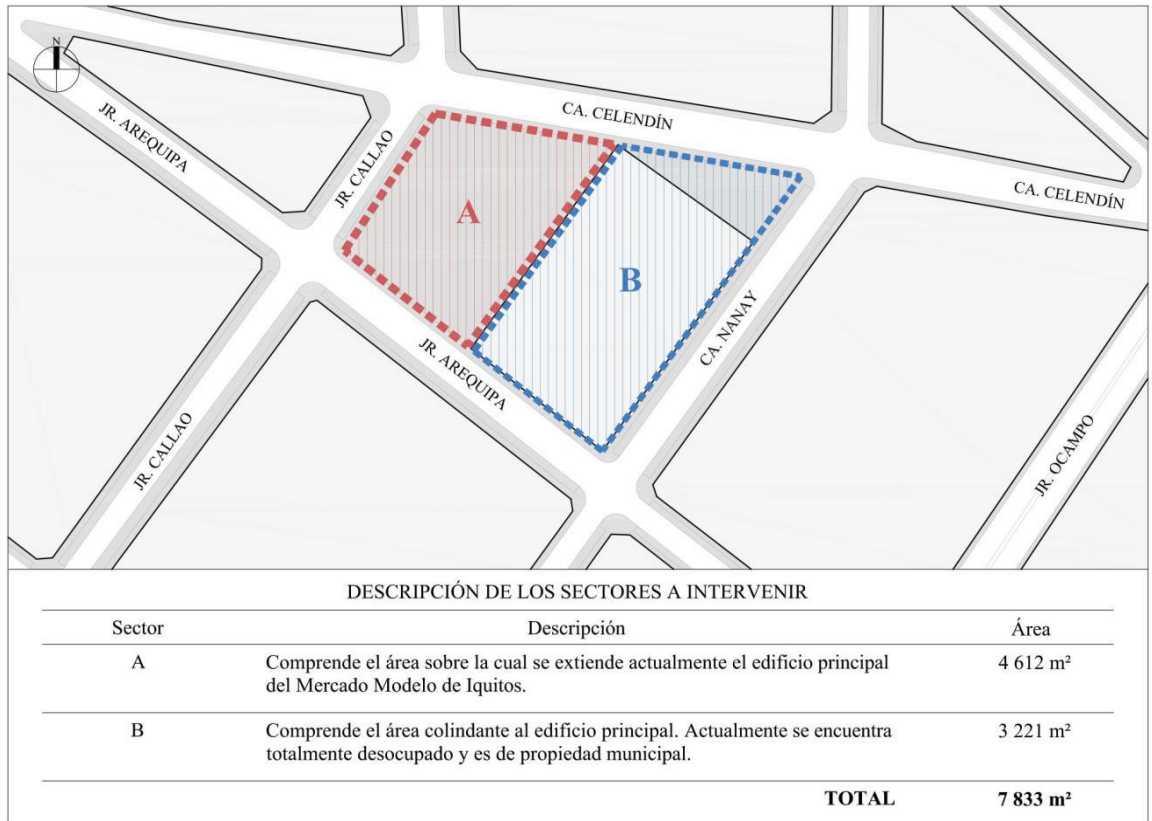 N
JR. AREQUIPA
JR. CALLAO
CA. CELENDÍN
CA. CELENDÍN
A
B
JR. AREQUIPA
CA. NANAY
JR. CALLAO
JR. OCAMPO
DESCRIPCIÓN DE LOS SECTORES A INTERVENIR
Sector Descripción Área
A Comprende el área sobre la cual se extiende actualmente el edificio principal 4 612 m²
del Mercado Modelo de Iquitos.
B Comprende el área colindante al edificio principal. Actualmente se encuentra 3 221 m²
totalmente desocupado y es de propiedad municipal.
TOTAL 7 833 m²